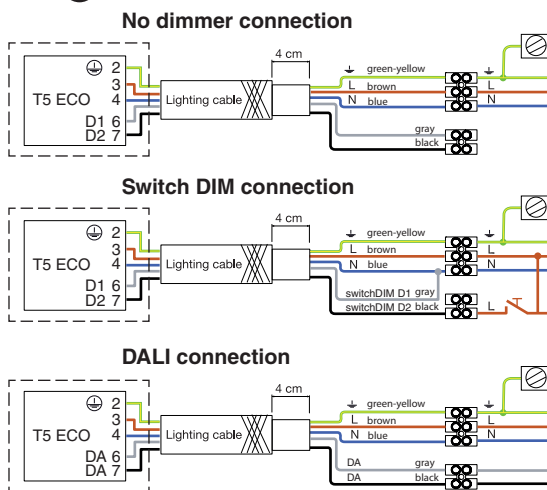 No dimmer connection
4 cm
T5 ECO
2
3
4
D1 6
D2 7
Lighting cable
green-yellow
L brown L
N blue N
gray
black
Switch DIM connection
4 cm
T5 ECO
2
3
4
D1 6
D2 7
Lighting cable
green-yellow
L brown L
N blue N
switchDIM D1 gray
switchDIM D2 black L
DALI connection
4 cm
T5 ECO
2
3
4
DA 6
DA 7
Lighting cable
green-yellow
L brown L
N blue N
DA gray
DA black